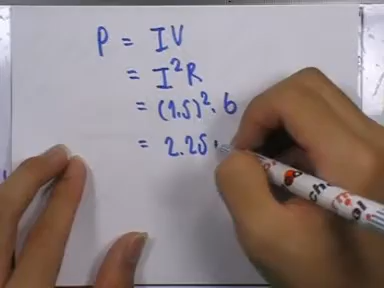 P = IV
= I²R
= (1.5)² · 6
= 2.25 ·